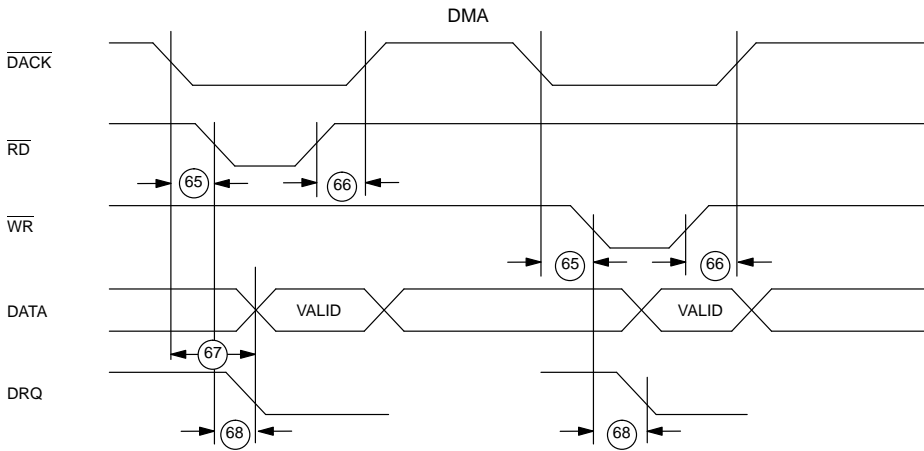 DMA
DACK
RD
65
66
WR
65
66
DATA
VALID
VALID
67
DRQ
68
68